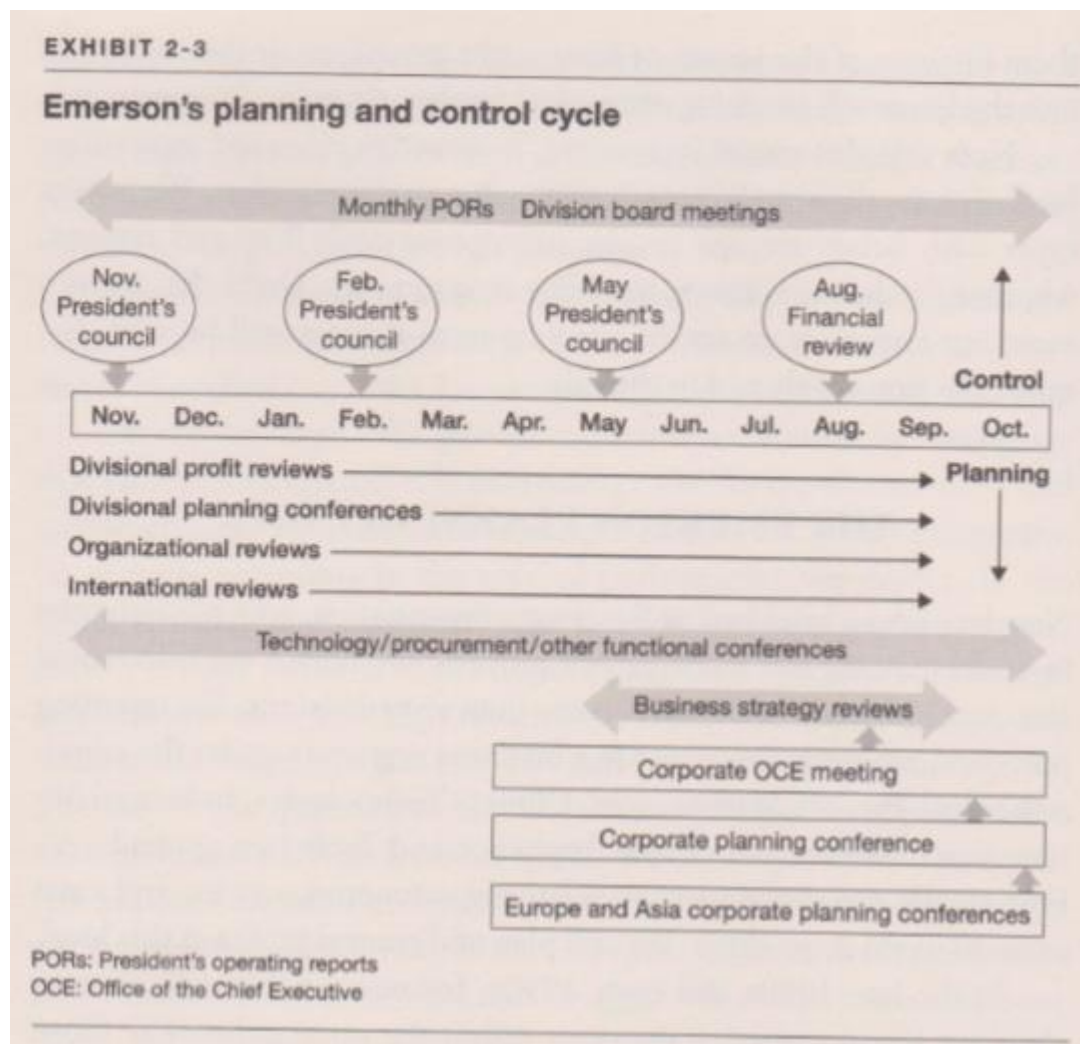 EXHIBIT 2-3
Emerson's planning and control cycle
Monthly PORs Division board meetings
Nov.
President's
council
Feb.
President's
council
May
President's
council
Aug.
Financial
review
Control
Nov. Dec. Jan. Feb. Mar. Apr. May Jun. Jul. Aug. Sep. Oct.
Planning
Divisional profit reviews
Divisional planning conferences
Organizational reviews
International reviews
Technology/procurement/other functional conferences
Business strategy reviews
Corporate OCE meeting
Corporate planning conference
Europe and Asia corporate planning conferences
PORs: President's operating reports
OCE: Office of the Chief Executive